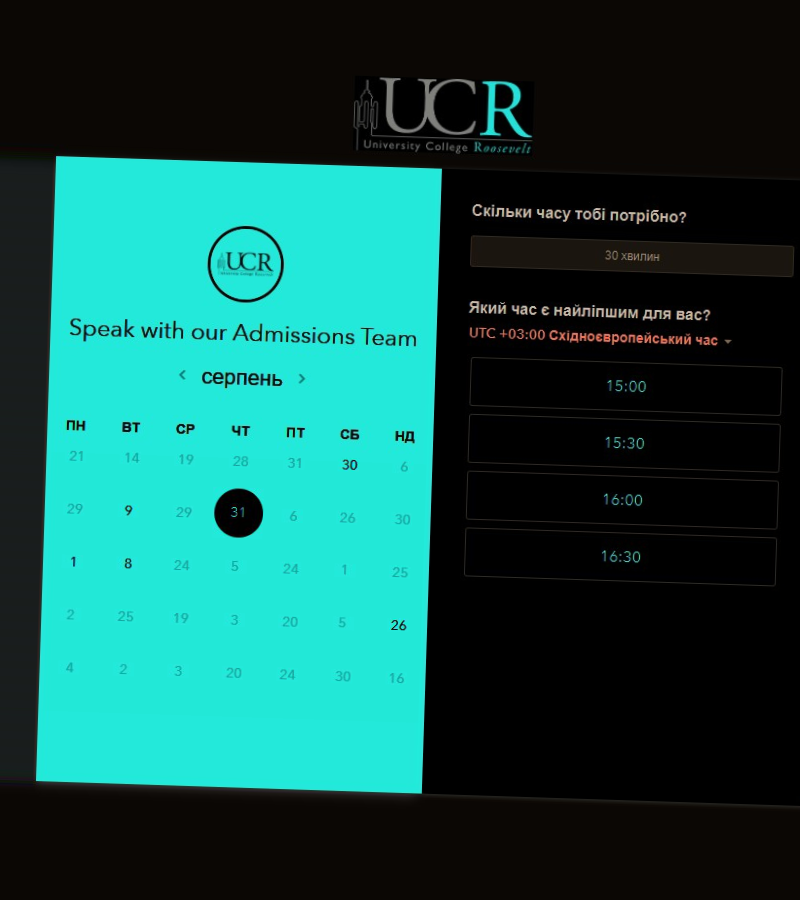 UCR
University College Roosevelt
UCR
Speak with our Admissions Team
серпень
ПН ВТ СР ЧТ ПТ СБ НД
21 14 19 28 31 30 6
29 9 29 31 6 26 30
1 8 24 5 24 1 25
2 25 19 3 20 5 26
4 2 3 20 24 30 16
Скільки часу тобі потрібно?
30 хвилин
Який час є найліпшим для вас?
UTC +03:00 Східноєвропейський час
15:00
15:30
16:00
16:30